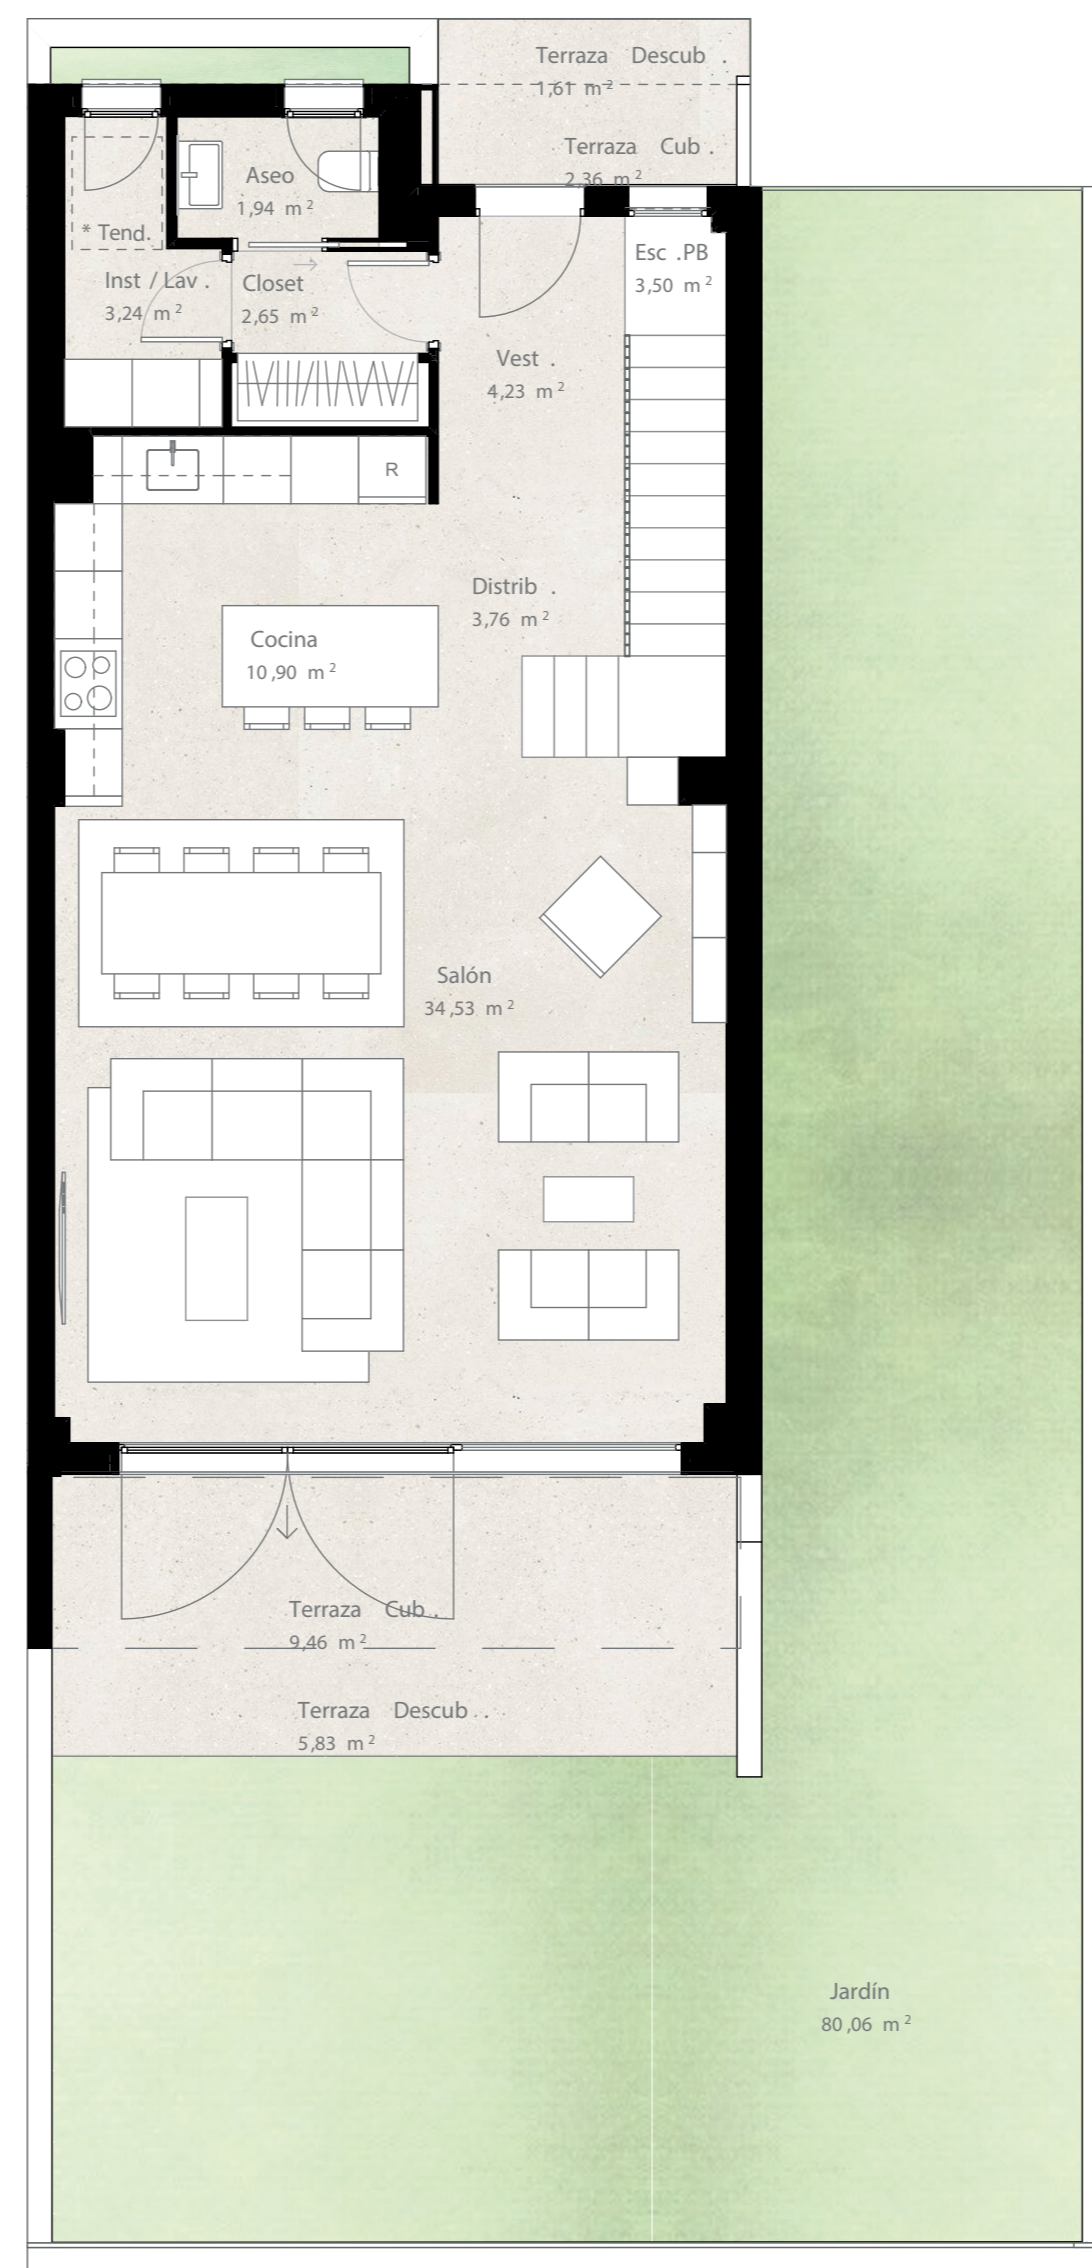 Terraza Descub .
1,61 m²
Terraza Cub .
2,36 m²
Aseo
1,94 m²
* Tend.
Esc .PB
3,50 m²
Inst / Lav .
3,24 m²
Closet
2,65 m²
Vest .
4,23 m²
R
Distrib .
3,76 m²
Cocina
10,90 m²
Salón
34,53 m²
Terraza Cub .
9,46 m²
Terraza Descub . .
5,83 m²
Jardín
80,06 m²